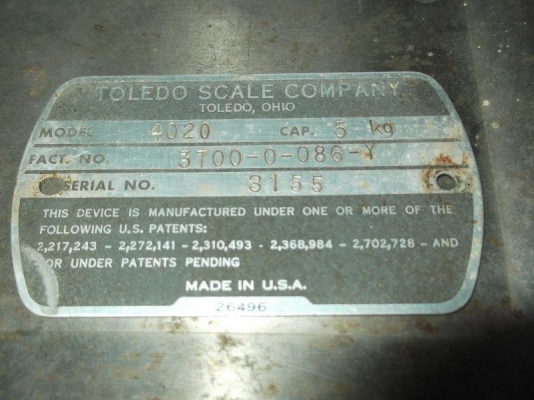 TOLEDO SCALE COMPANY
TOLEDO, OHIO
MODEL 4020 CAP. 5 kg
FACT. NO. 3700-0-086-Y
SERIAL NO. 3155
THIS DEVICE IS MANUFACTURED UNDER ONE OR MORE OF THE
FOLLOWING U.S. PATENTS:
2,217,243 - 2,272,141 - 2,310,493 - 2,368,984 - 2,702,728 - AND
OR UNDER PATENTS PENDING
MADE IN U.S.A.
26496